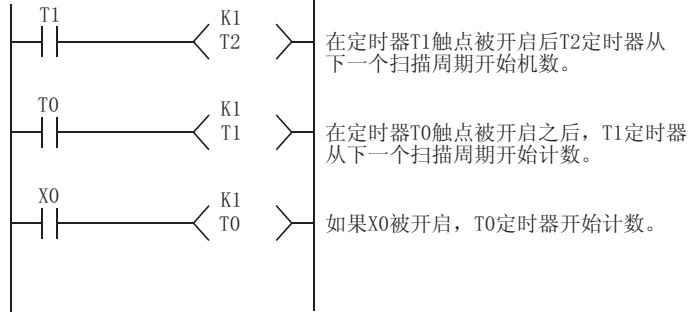 T1
K1
T2
在定时器T1触点被开启后T2定时器从
下一个扫描周期开始机数。
T0
K1
T1
在定时器T0触点被开启之后，T1定时器
从下一个扫描周期开始计数。
X0
K1
T0
如果X0被开启，T0定时器开始计数。